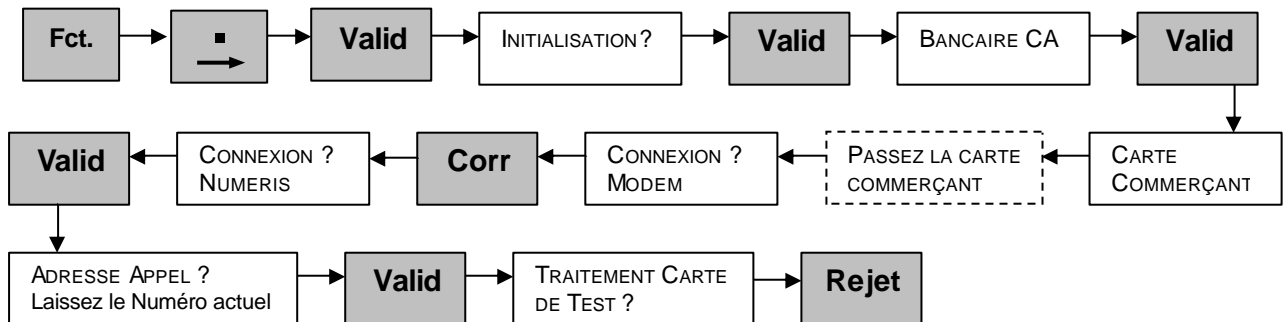 Fct.
Valid
INITIALISATION ?
Valid
BANCAIRE CA
Valid
Valid
CONNEXION ?
NUMERIS
Corr
CONNEXION ?
MODEM
PASSEZ LA CARTE
COMMERÇANT
CARTE
COMMERÇANT
ADRESSE APPEL ?
Laissez le Numéro actuel
Valid
TRAITEMENT CARTE
DE TEST ?
Rejet